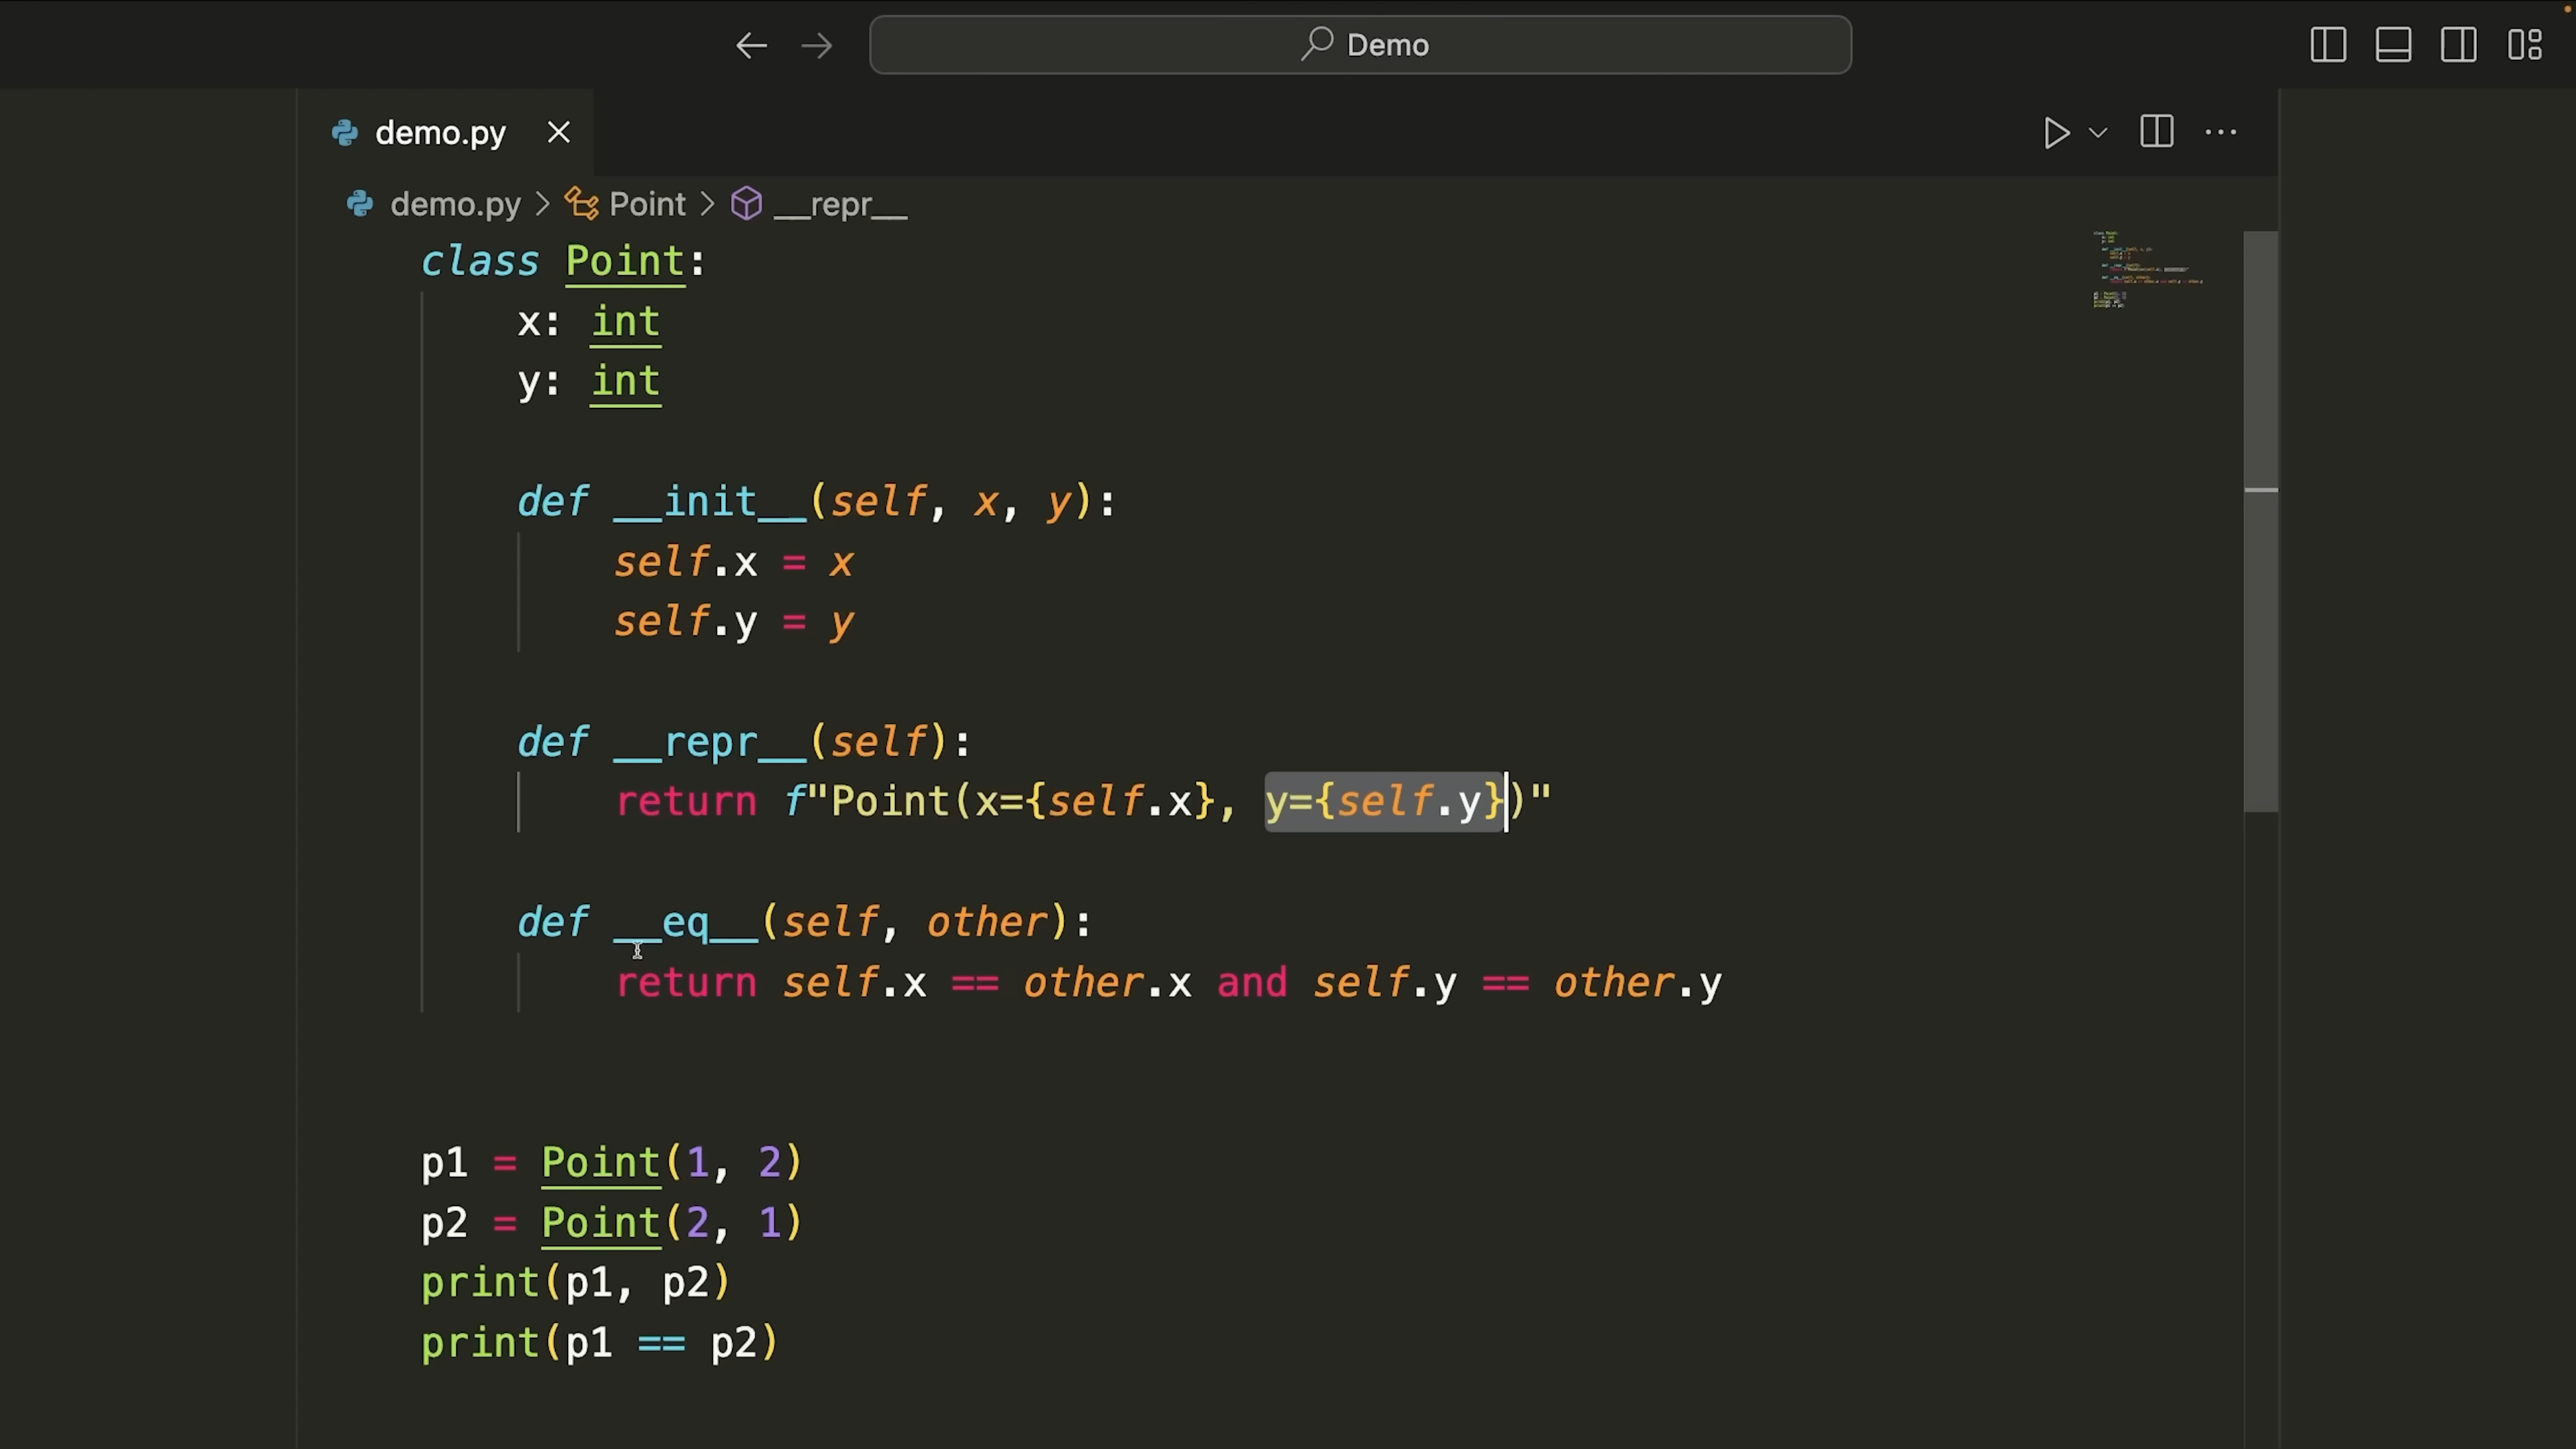 Demo
demo.py
demo.py > Point > __repr__
class Point:
    x: int
    y: int

    def __init__(self, x, y):
        self.x = x
        self.y = y

    def __repr__(self):
        return f"Point(x={self.x}, y={self.y})"

    def __eq__(self, other):
        return self.x == other.x and self.y == other.y

p1 = Point(1, 2)
p2 = Point(2, 1)
print(p1, p2)
print(p1 == p2)